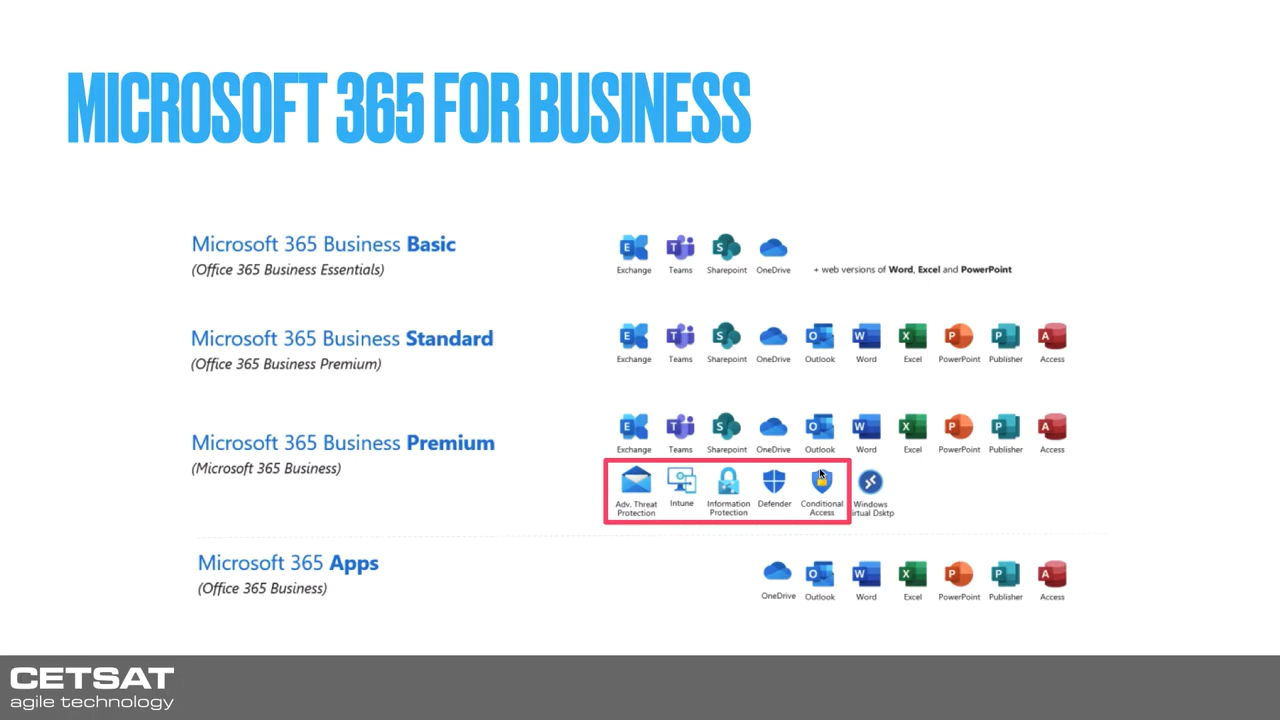 MICROSOFT 365 FOR BUSINESS
Microsoft 365 Business Basic
(Office 365 Business Essentials)
Exchange Teams Sharepoint OneDrive + web versions of Word, Excel and PowerPoint
Microsoft 365 Business Standard
(Office 365 Business Premium)
Exchange Teams Sharepoint OneDrive Outlook Word Excel PowerPoint Publisher Access
Microsoft 365 Business Premium
(Microsoft 365 Business)
Exchange Teams Sharepoint OneDrive Outlook Word Excel PowerPoint Publisher Access
Adv. Threat Intune Information Defender Conditional Windows
Protection Protection Access irtual Dsktp
Microsoft 365 Apps
(Office 365 Business)
OneDrive Outlook Word Excel PowerPoint Publisher Access
CETSAT
agile technology